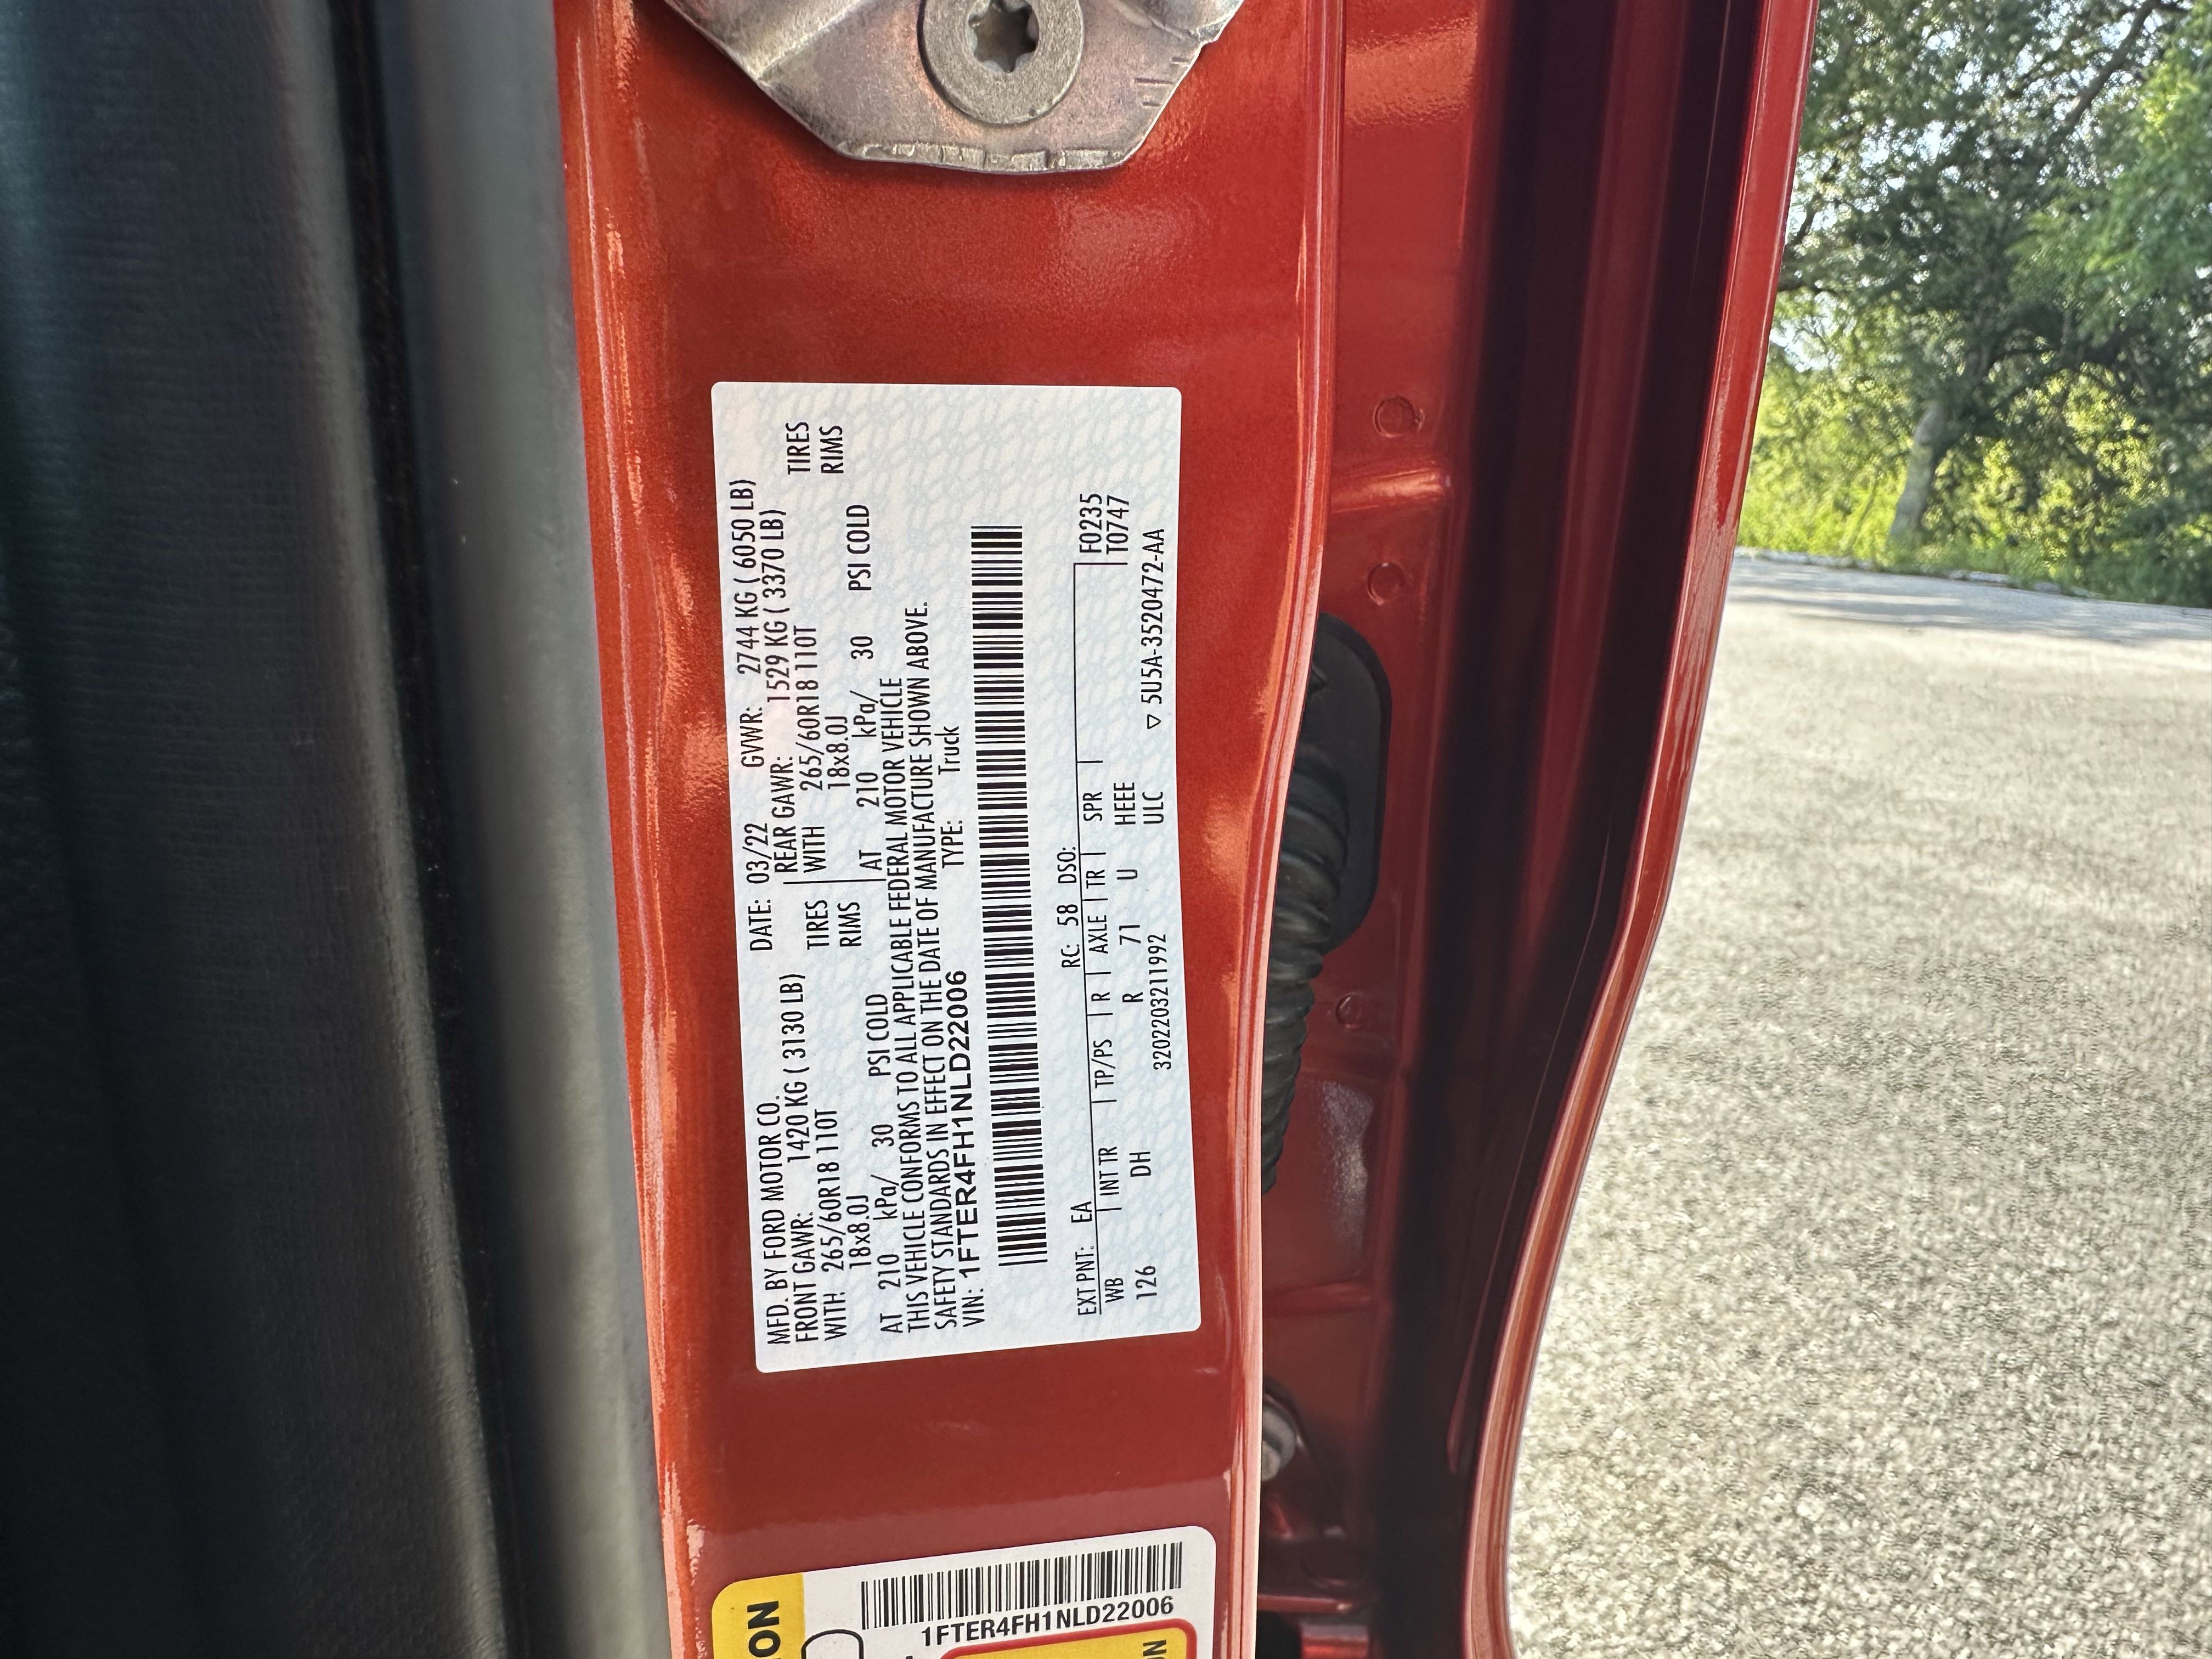 MFD. BY FORD MOTOR CO. DATE: 03/22 GVWR: 2744 KG ( 6050 LB)
FRONT GAWR: 1420 KG ( 3130 LB) REAR GAWR: 1529 KG ( 3370 LB)
WITH 265/60R18 110T TIRES WITH 265/60R18 110T TIRES
18x8.0J RIMS 18x8.0J RIMS
AT 210 kPa/ 30 PSI COLD AT 210 kPa/ 30 PSI COLD
THIS VEHICLE CONFORMS TO ALL APPLICABLE FEDERAL MOTOR VEHICLE
SAFETY STANDARDS IN EFFECT ON THE DATE OF MANUFACTURE SHOWN ABOVE.
VIN: 1FTER4FH1NLD22006 TYPE: Truck
EXT PNT: EA RC: 58 DSO: F0235
WB INT TR TP/PS R AXLE TR SPR T0747
126 DH R 71 U HEEE
3202203211992 ULC ▽ 5U5A-3520472-AA
1FTER4FH1NLD22006